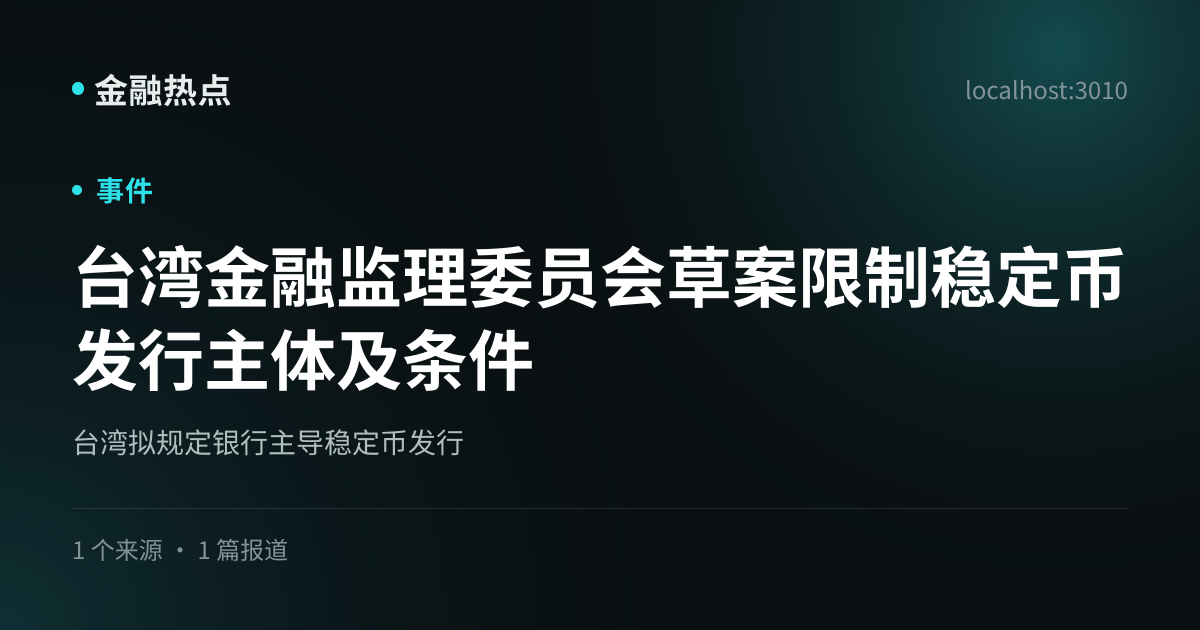 金融热点
localhost:3010
事件
台湾金融监理委员会草案限制稳定币
发行主体及条件
台湾拟规定银行主导稳定币发行
1 个来源 · 1 篇报道